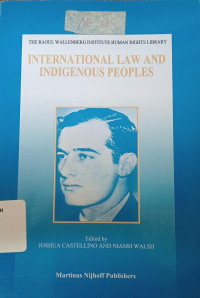 THE RAOUL WALLENBERG INSTITUTE HUMAN RIGHTS LIBRARY
INTERNATIONAL LAW AND
INDIGENOUS PEOPLES
Edited by
JOSHUA CASTELLINO AND NIAMH WALSH
Martinus Nijhoff Publishers